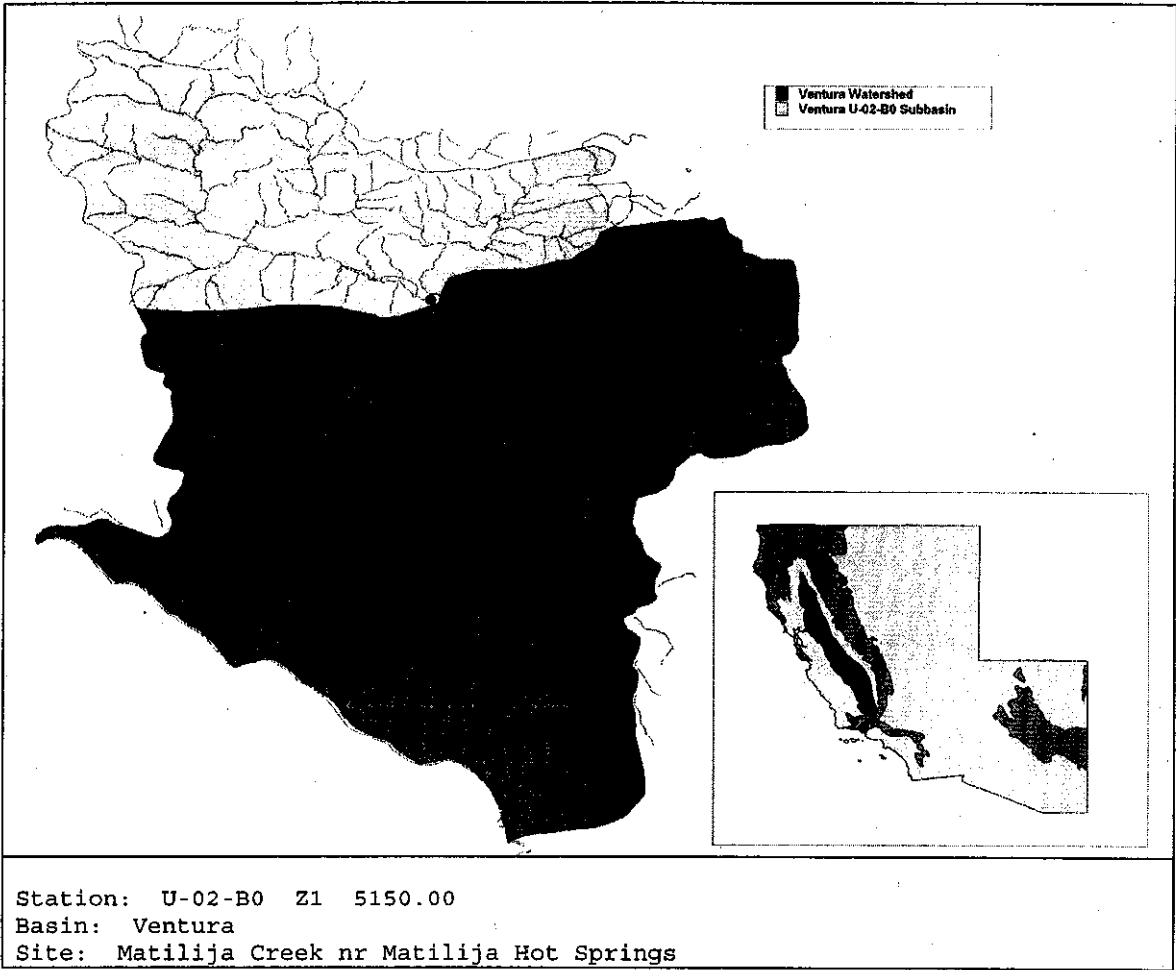 Ventura Watershed
Ventura U-02-B0 Subbasin
Station: U-02-B0 Z1 5150.00
Basin: Ventura
Site: Matilija Creek nr Matilija Hot Springs